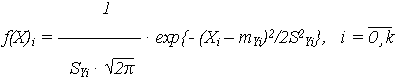 f(X)i = 1 / (SYi · √2π) · exp{- (Xi – mYi)2/2S2Yi}, i = 0,k